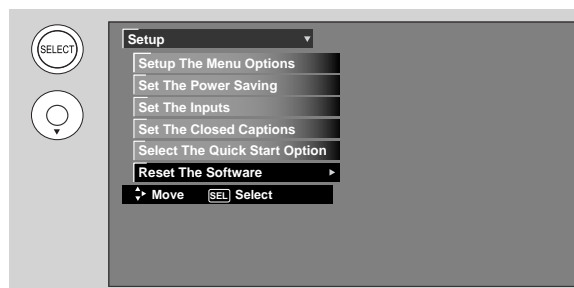 SELECT
Setup
Setup The Menu Options
Set The Power Saving
Set The Inputs
Set The Closed Captions
Select The Quick Start Option
Reset The Software
Move SEL Select